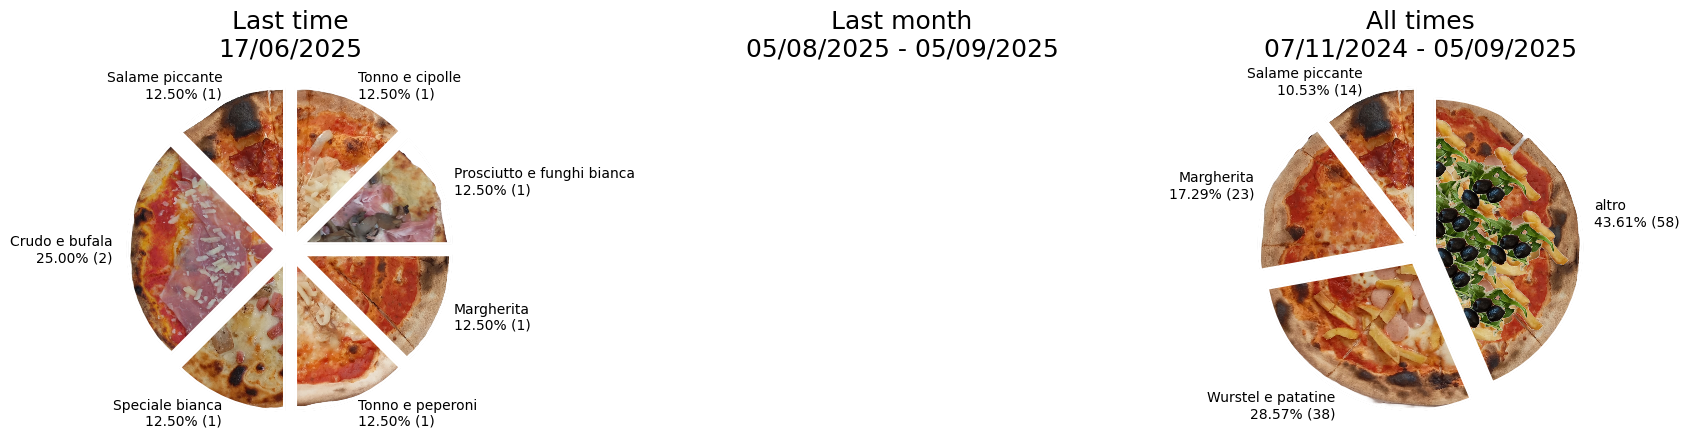 Last time
17/06/2025
Salame piccante
12.50% (1)
Tonno e cipolle
12.50% (1)
Prosciutto e funghi bianca
12.50% (1)
Crudo e bufala
25.00% (2)
Margherita
12.50% (1)
Speciale bianca
12.50% (1)
Tonno e peperoni
12.50% (1)
Last month
05/08/2025 - 05/09/2025
All times
07/11/2024 - 05/09/2025
Salame piccante
10.53% (14)
Margherita
17.29% (23)
altro
43.61% (58)
Wurstel e patatine
28.57% (38)